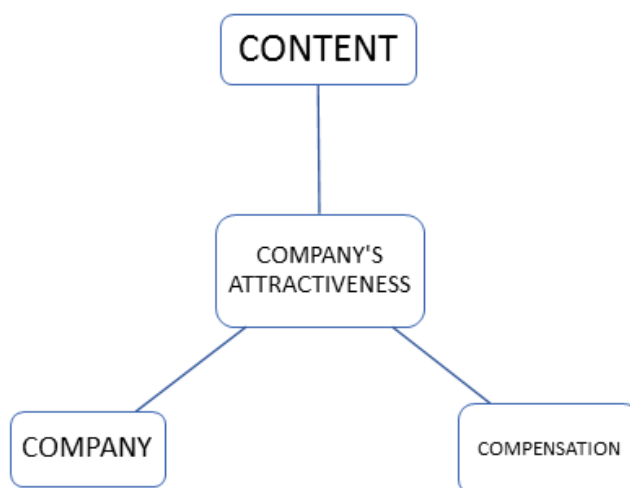 CONTENT
COMPANY'S
ATTRACTIVENESS
COMPANY
COMPENSATION